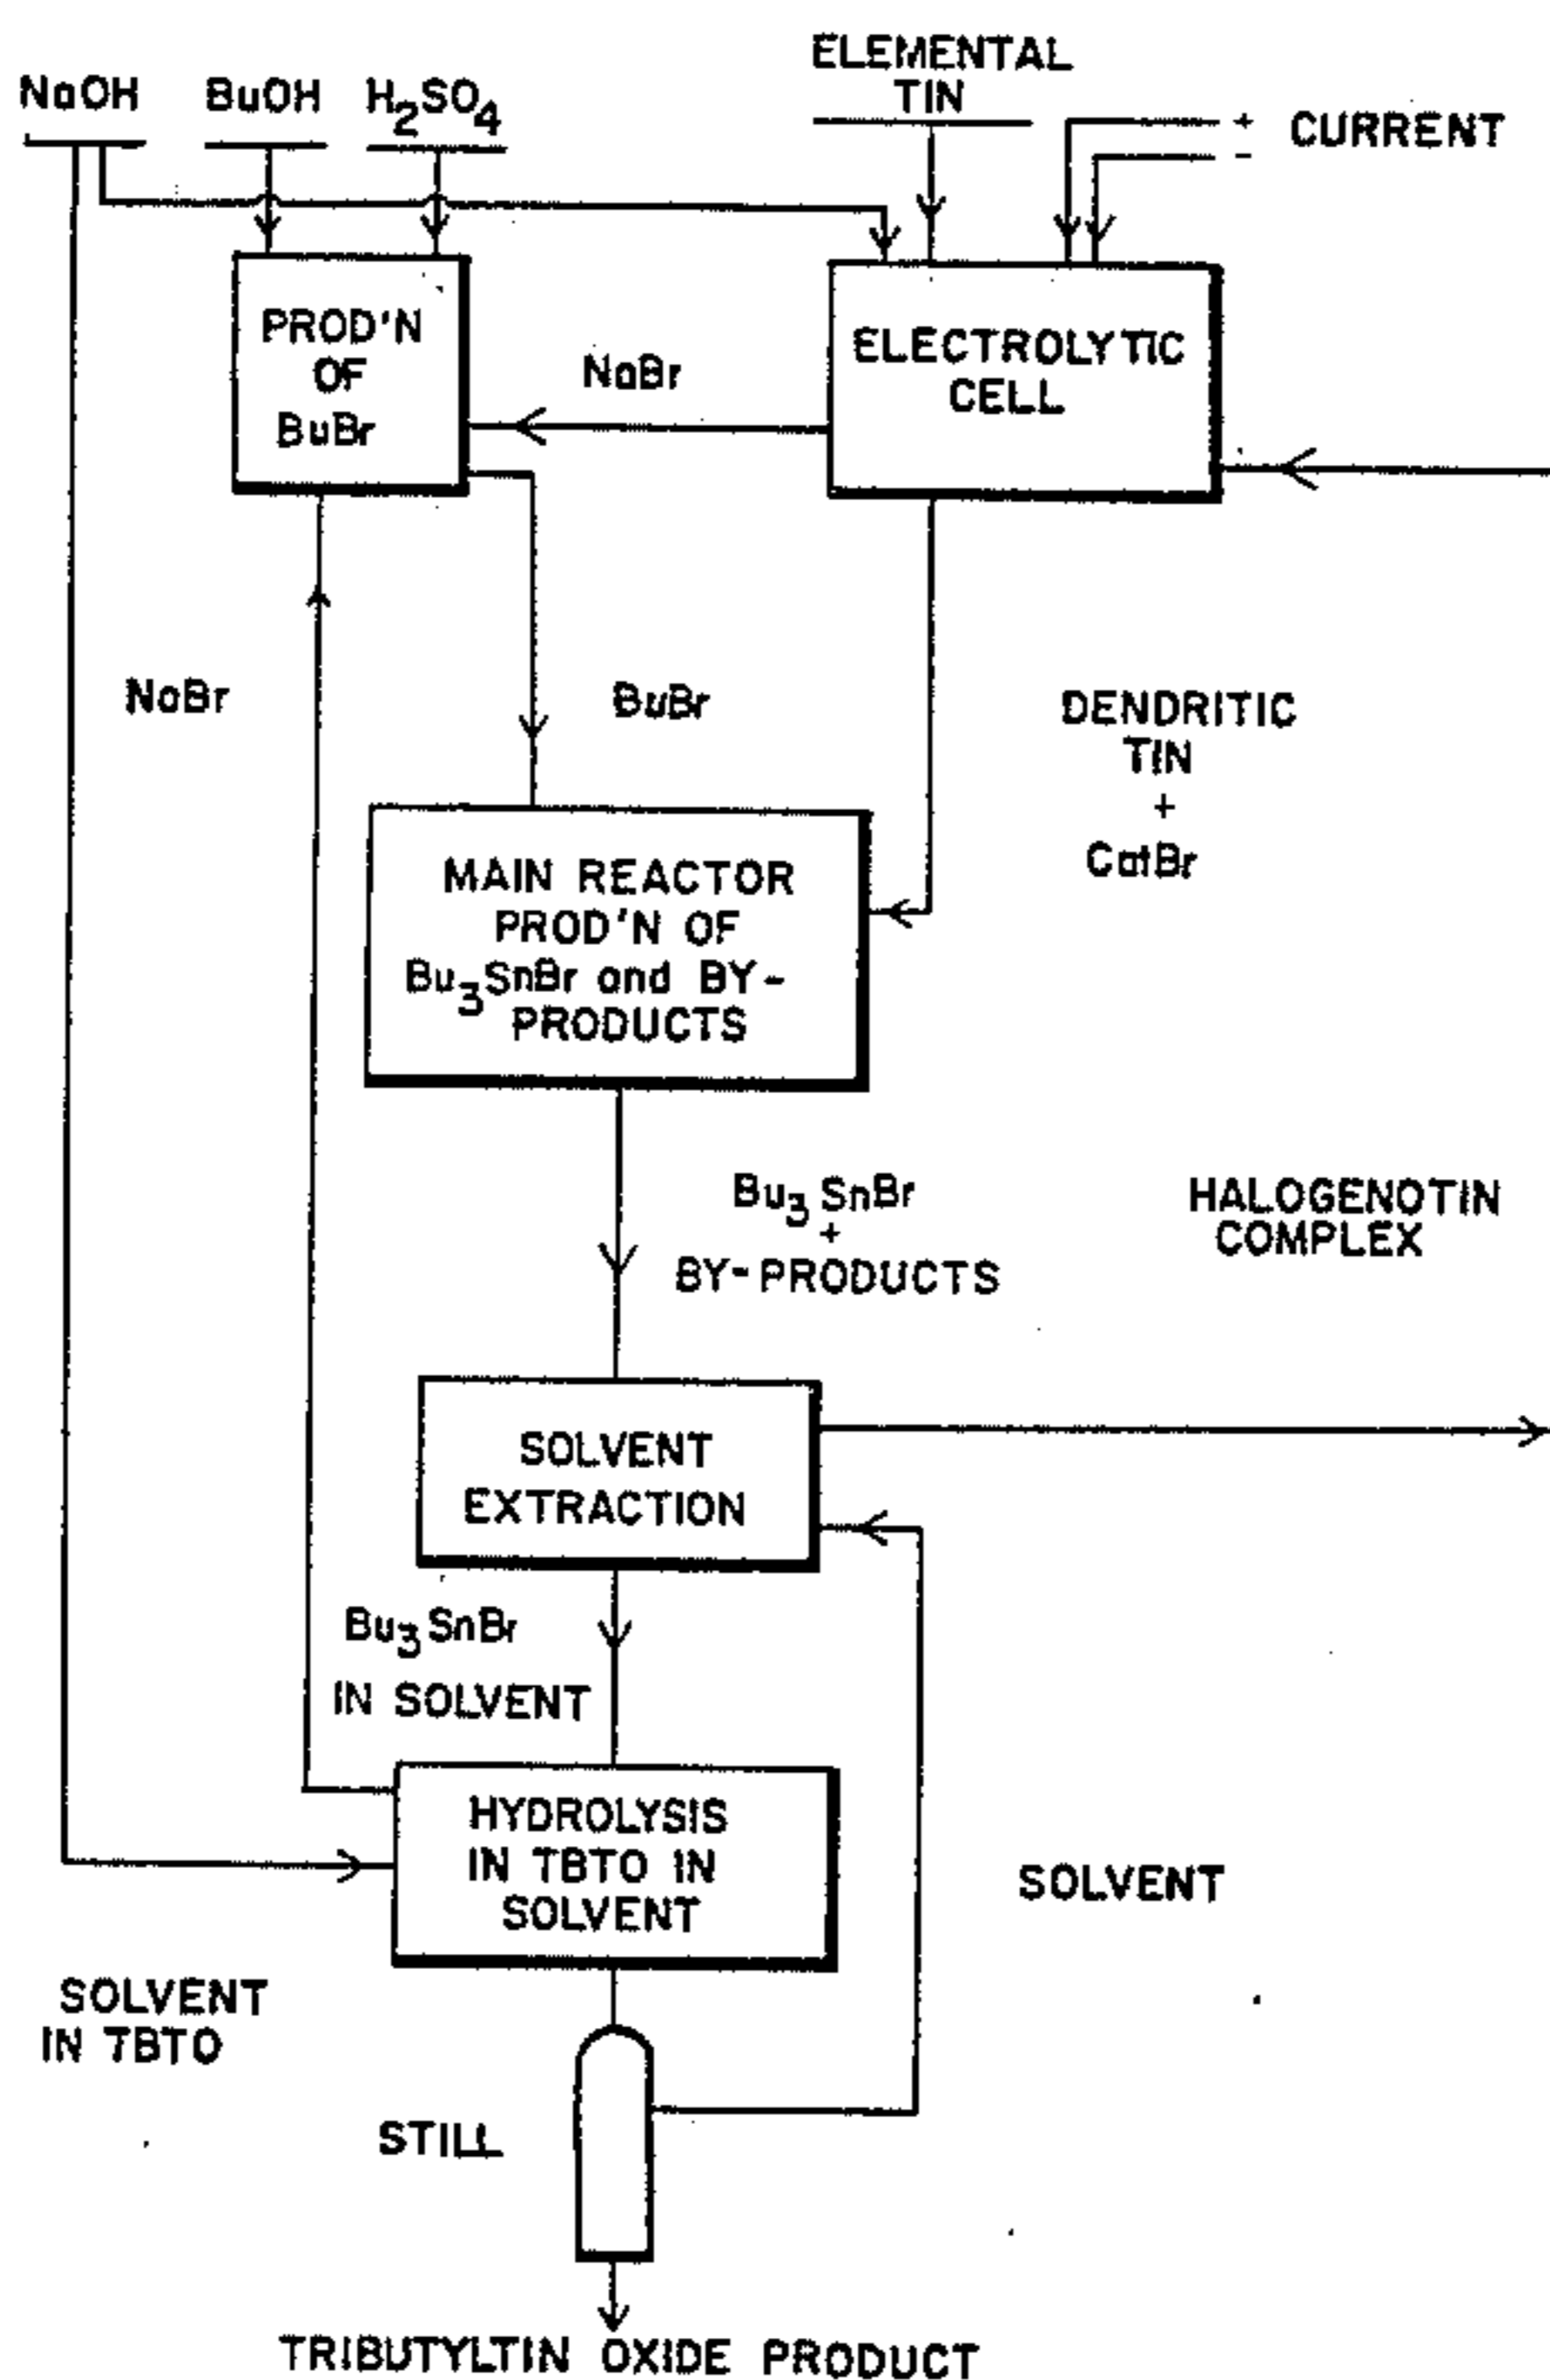 NaOH
BuOH
H2SO4
ELEMENTAL
TIN
+
-
CURRENT
PROD'N
OF
BuBr
NaBr
ELECTROLYTIC
CELL
NaBr
BuBr
DENDRITIC
TIN
+
CatBr
MAIN REACTOR
PROD'N OF
Bu3SnBr and BY-
PRODUCTS
Bu3SnBr
+
BY-PRODUCTS
HALOGENOTIN
COMPLEX
SOLVENT
EXTRACTION
Bu3SnBr
IN SOLVENT
HYDROLYSIS
IN TBTO IN
SOLVENT
SOLVENT
SOLVENT
IN TBTO
STILL
TRIBUTYLTIN OXIDE PRODUCT